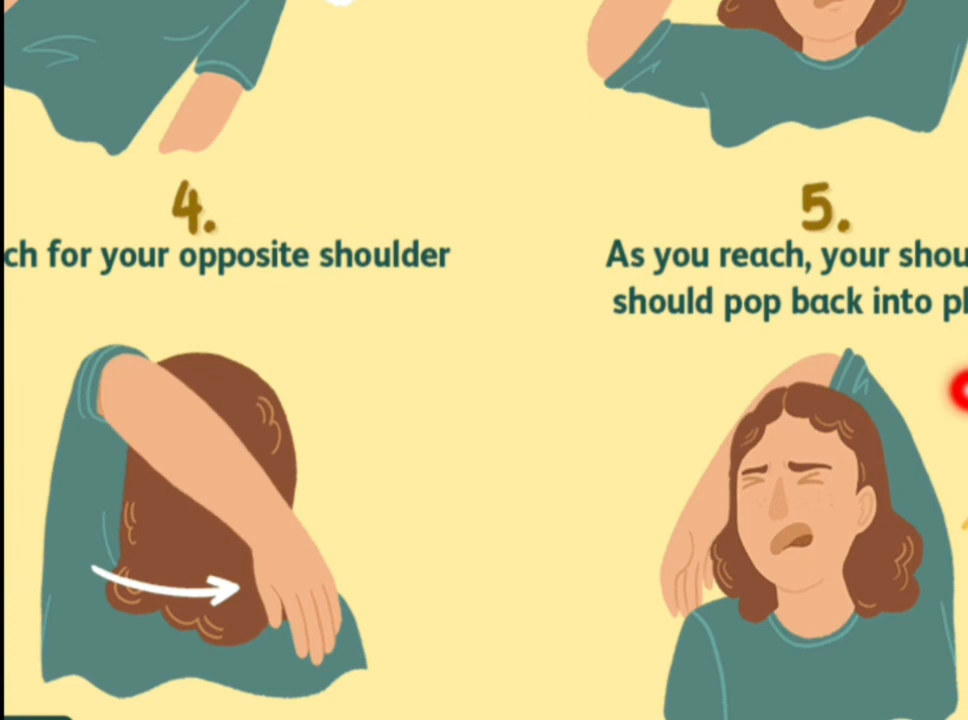 4.
ch for your opposite shoulder
5.
As you reach, your shou
should pop back into pl